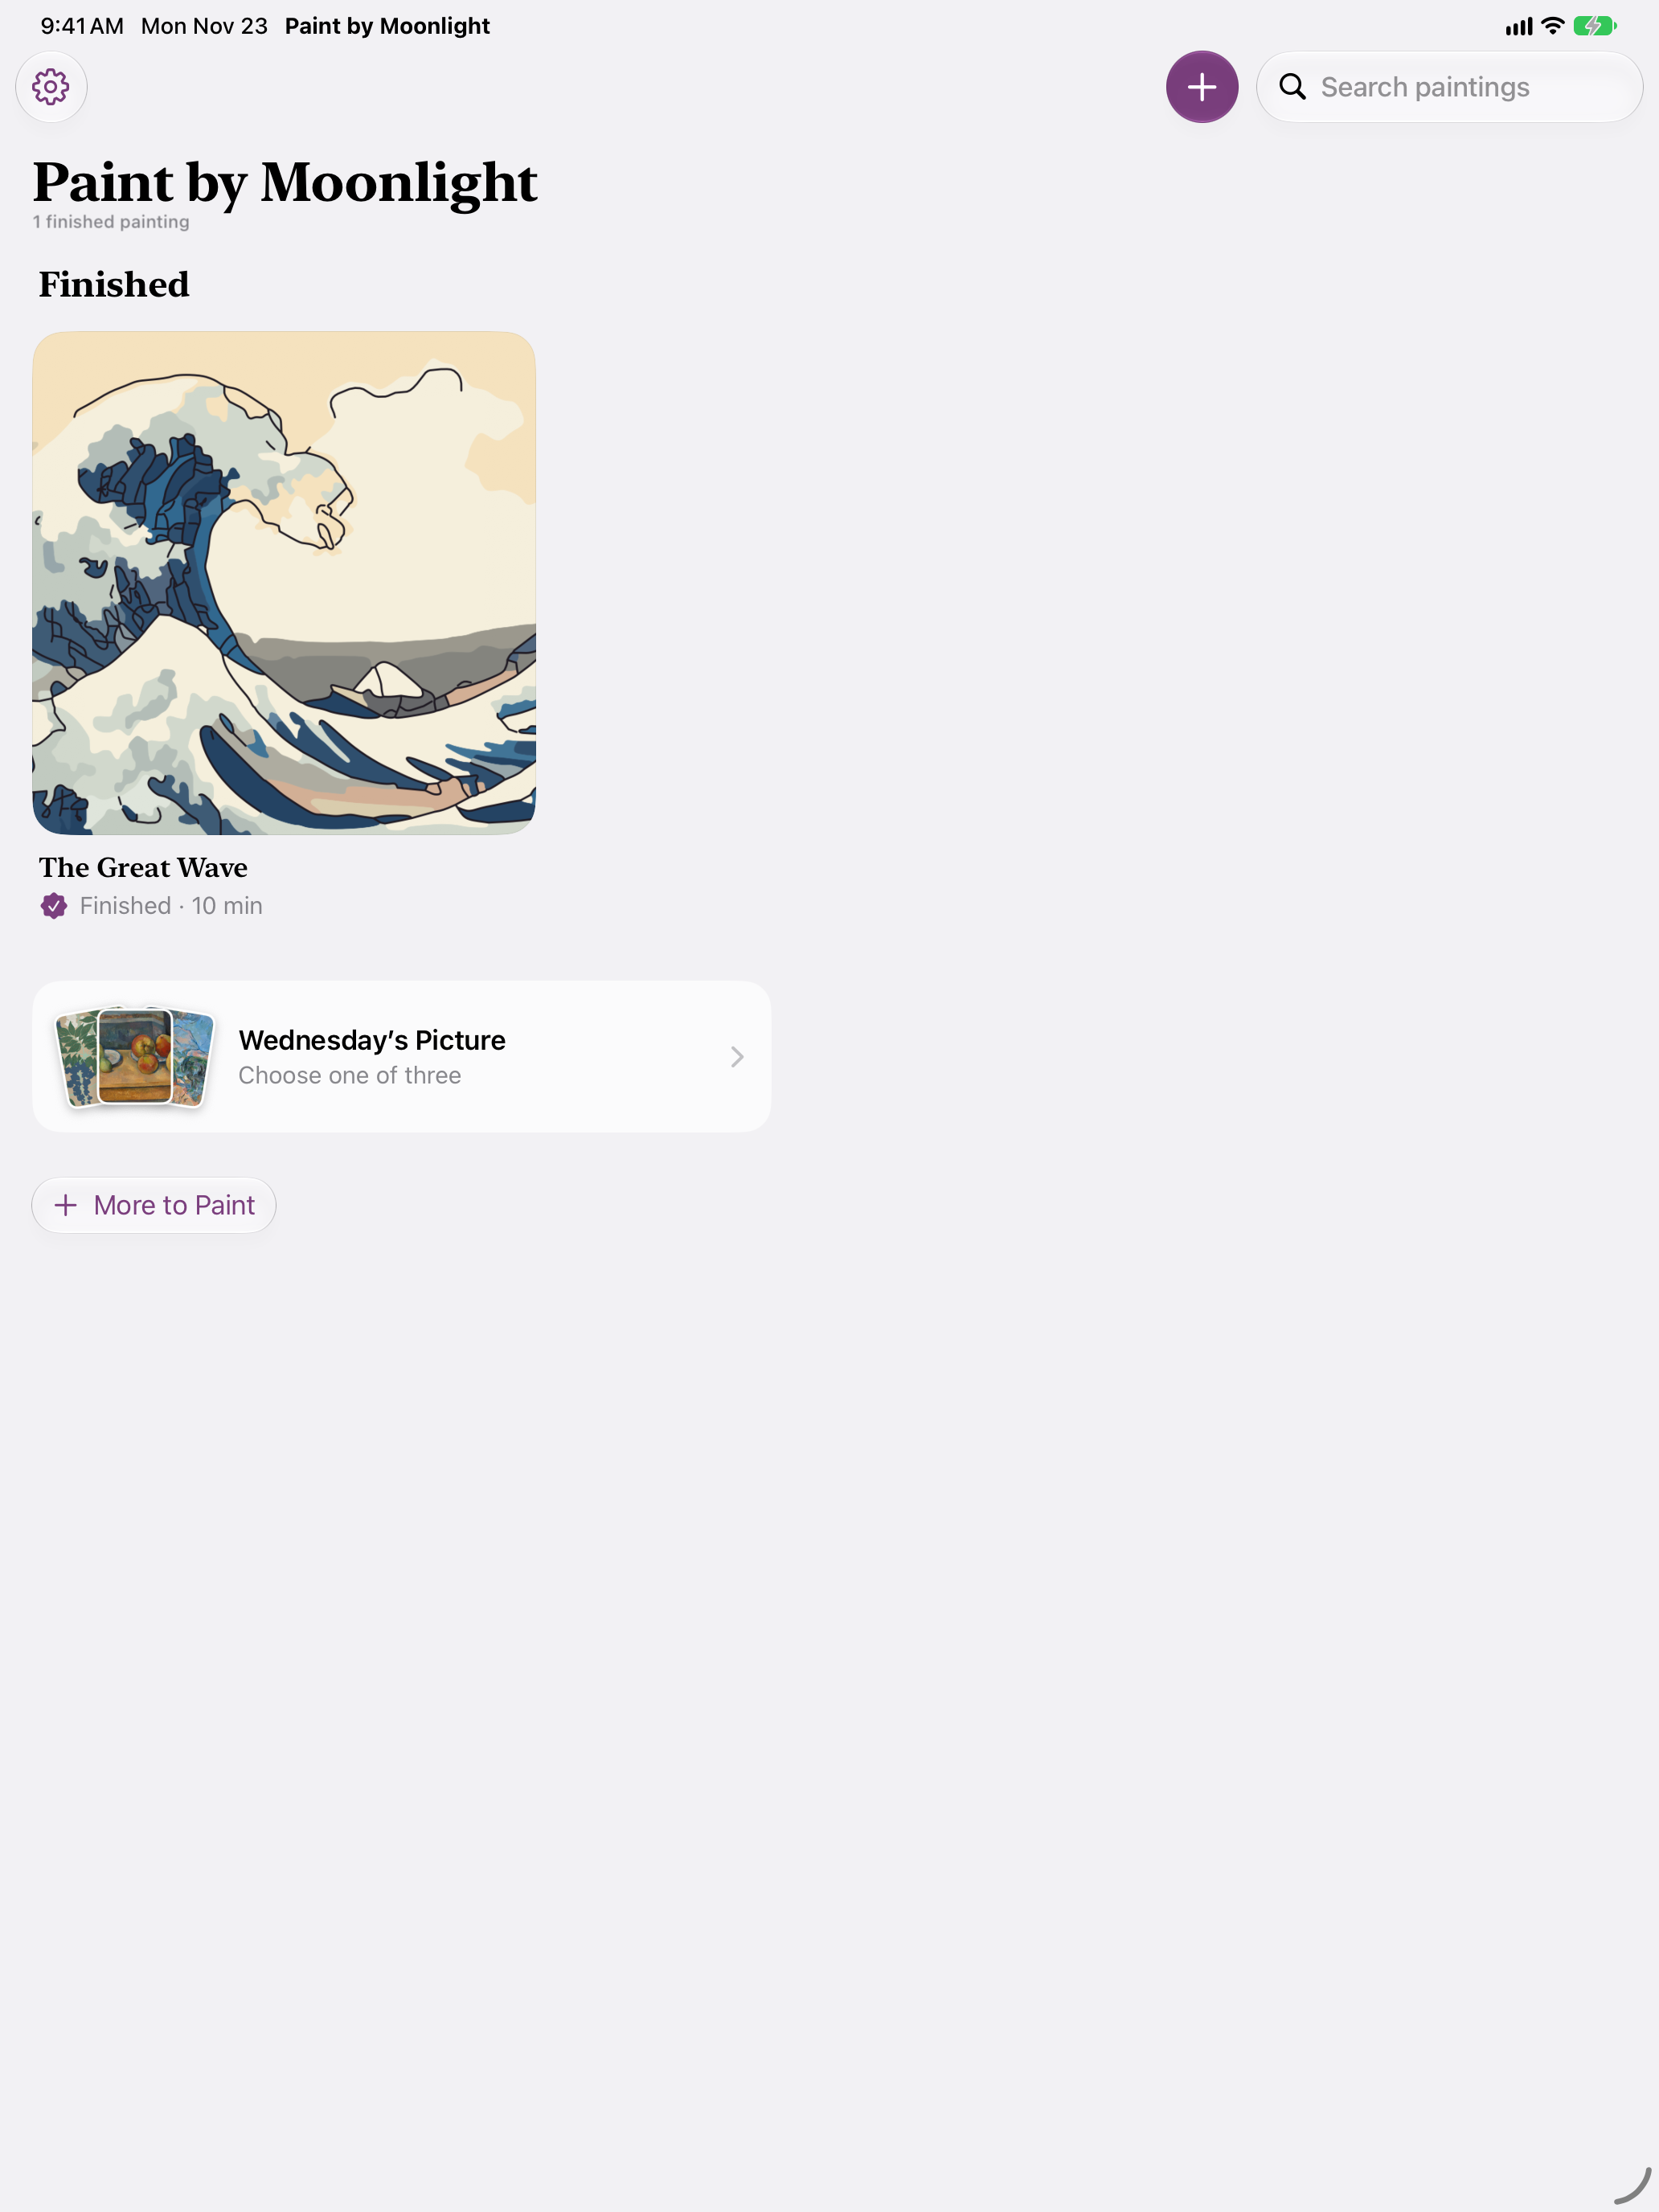 9:41 AM Mon Nov 23 Paint by Moonlight
Search paintings
Paint by Moonlight
1 finished painting
Finished
The Great Wave
Finished · 10 min
Wednesday’s Picture
Choose one of three
More to Paint